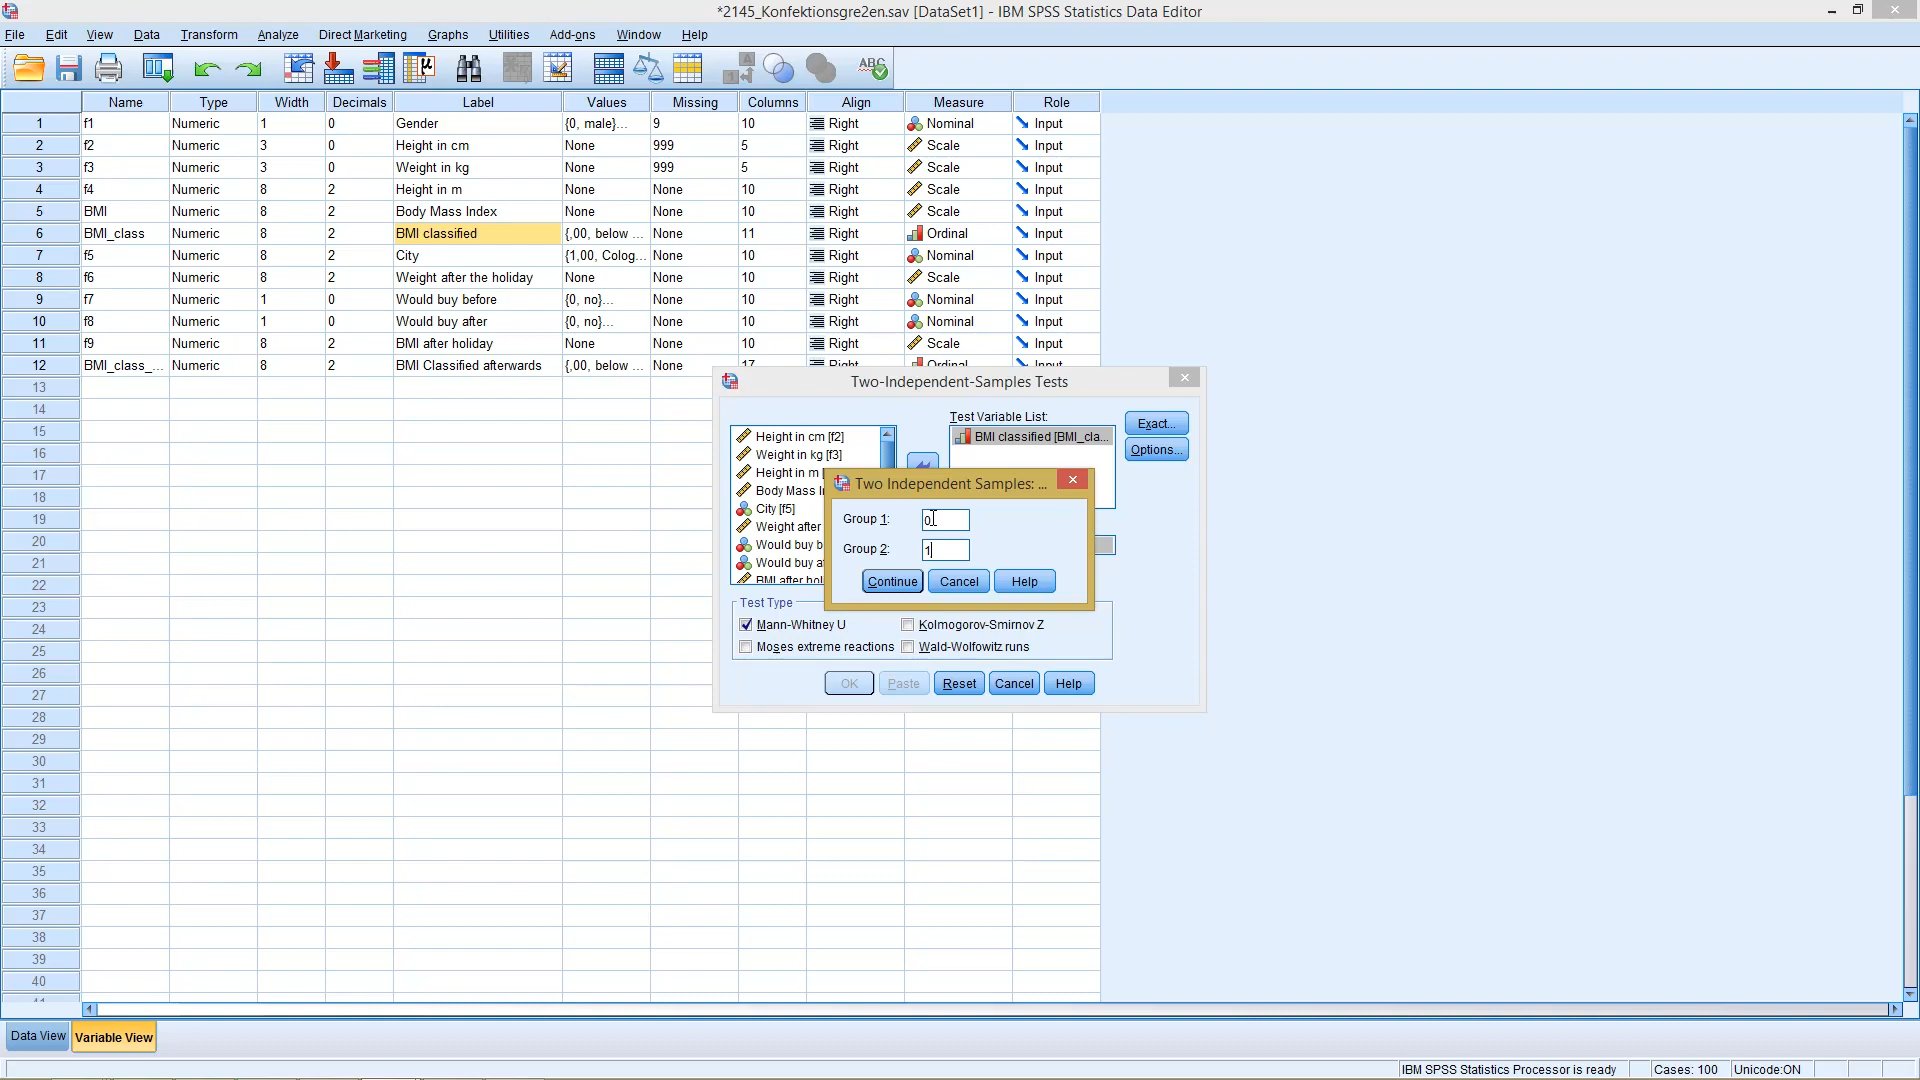 *2145_Konfektionsgre2en.sav [DataSet1] - IBM SPSS Statistics Data Editor
File Edit View Data Transform Analyze Direct Marketing Graphs Utilities Add-ons Window Help
Name Type Width Decimals Label Values Missing Columns Align Measure Role
1 f1 Numeric 1 0 Gender {0, male}... 9 10 Right Nominal Input
2 f2 Numeric 3 0 Height in cm None 999 5 Right Scale Input
3 f3 Numeric 3 0 Weight in kg None 999 5 Right Scale Input
4 f4 Numeric 8 2 Height in m None None 10 Right Scale Input
5 BMI Numeric 8 2 Body Mass Index None None 10 Right Scale Input
6 BMI_class Numeric 8 2 BMI classified {,00, below ... None 11 Right Ordinal Input
7 f5 Numeric 8 2 City {1,00, Colog... None 10 Right Nominal Input
8 f6 Numeric 8 2 Weight after the holiday None None 10 Right Scale Input
9 f7 Numeric 1 0 Would buy before {0, no}... None 10 Right Nominal Input
10 f8 Numeric 1 0 Would buy after {0, no}... None 10 Right Nominal Input
11 f9 Numeric 8 2 BMI after holiday None None 10 Right Scale Input
12 BMI_class_... Numeric 8 2 BMI Classified afterwards {,00, below ... None 17 Right Ordinal Input
13
14
15
16
17
18
19
20
21
22
23
24
25
26
27
28
29
30
31
32
33
34
35
36
37
38
39
40
41
Two-Independent-Samples Tests
Test Variable List:
Height in cm [f2]
Weight in kg [f3]
Height in m [
Body Mass I
City [f5]
Weight after
Would buy b
Would buy a
BMI after hol
BMI classified [BMI_cla...
Exact...
Options...
Two Independent Samples: ...
Group 1: 0
Group 2: 1
Continue Cancel Help
Test Type
Mann-Whitney U Kolmogorov-Smirnov Z
Moses extreme reactions Wald-Wolfowitz runs
OK Paste Reset Cancel Help
Data View Variable View
IBM SPSS Statistics Processor is ready Cases: 100 Unicode:ON